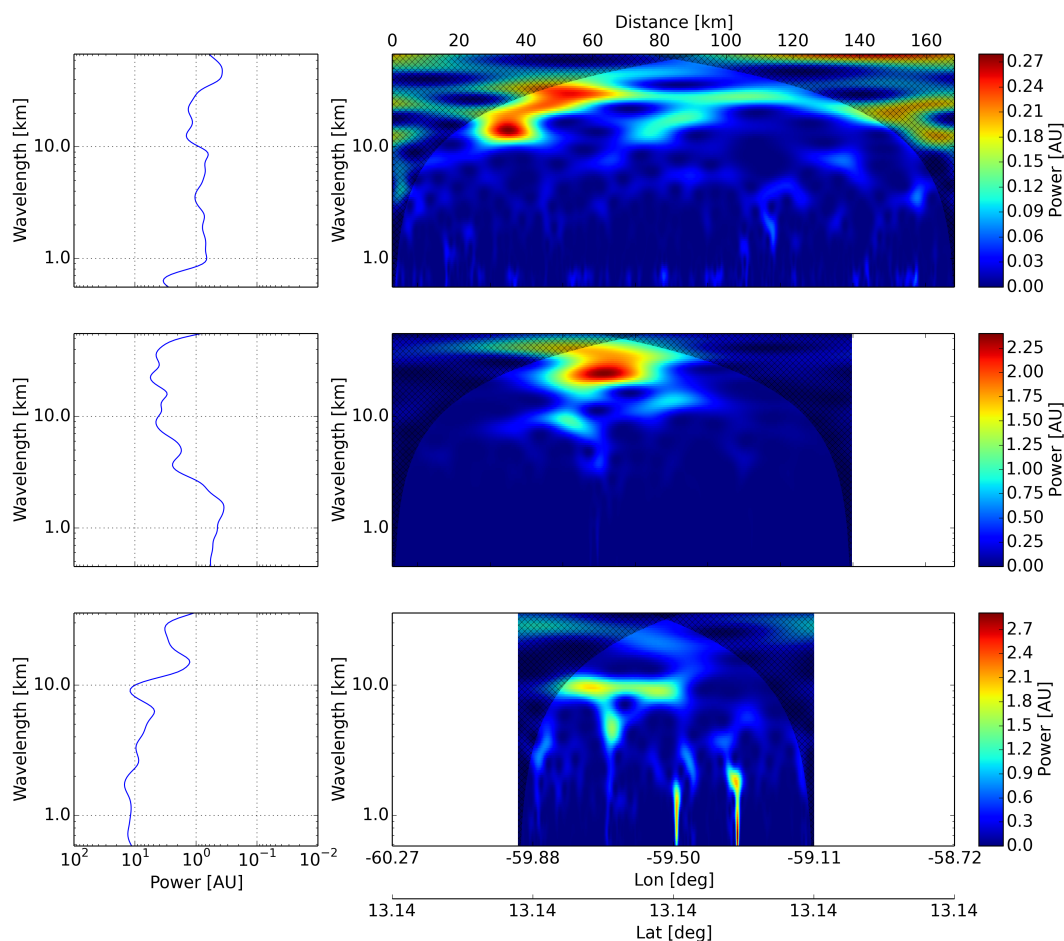 Distance [km]
0 20 40 60 80 100 120 140 160
Wavelength [km]
10.0
1.0
Wavelength [km]
10.0
1.0
0.27
0.24
0.21
0.18
0.15
0.12
0.09
0.06
0.03
0.00
Power [AU]
Wavelength [km]
10.0
1.0
Wavelength [km]
10.0
1.0
2.25
2.00
1.75
1.50
1.25
1.00
0.75
0.50
0.25
0.00
Power [AU]
Wavelength [km]
10.0
1.0
Wavelength [km]
10.0
1.0
2.7
2.4
2.1
1.8
1.5
1.2
0.9
0.6
0.3
0.0
Power [AU]
10² 10¹ 10⁰ 10⁻¹ 10⁻²
Power [AU]
-60.27 -59.88 -59.50 -59.11 -58.72
Lon [deg]
13.14 13.14 13.14 13.14 13.14
Lat [deg]